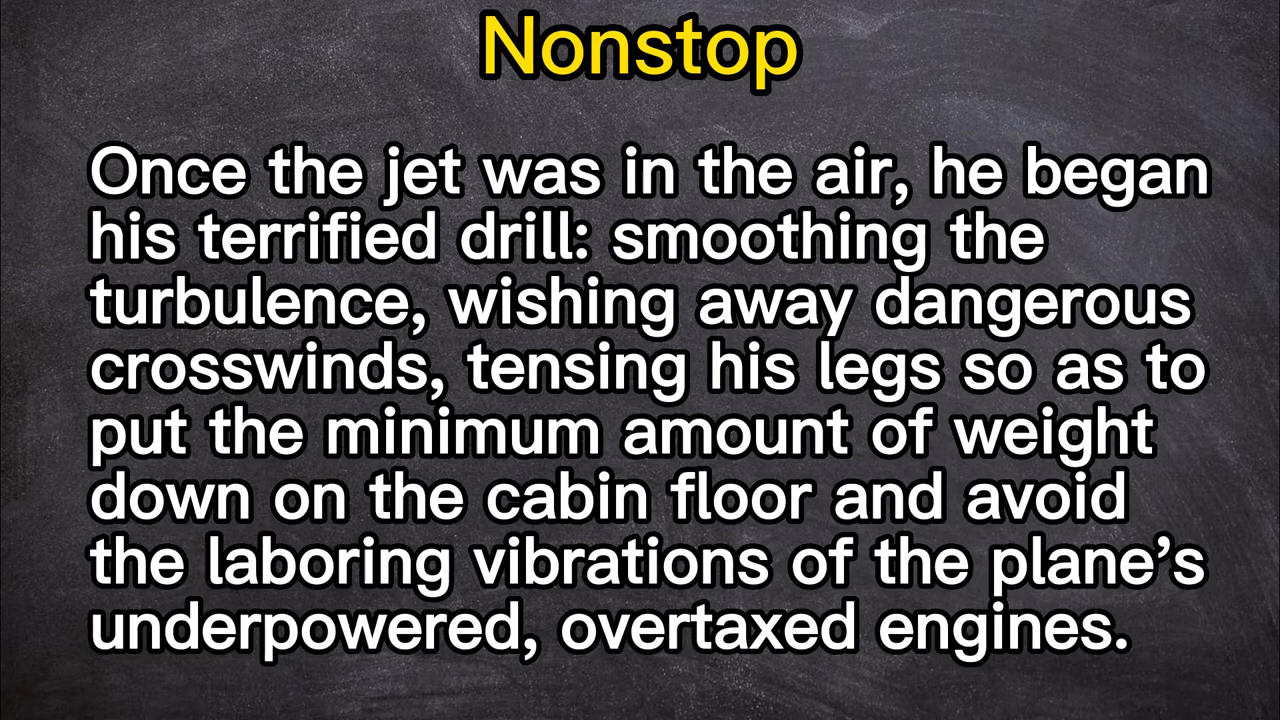 Nonstop
Once the jet was in the air, he began
his terrified drill: smoothing the
turbulence, wishing away dangerous
crosswinds, tensing his legs so as to
put the minimum amount of weight
down on the cabin floor and avoid
the laboring vibrations of the plane’s
underpowered, overtaxed engines.